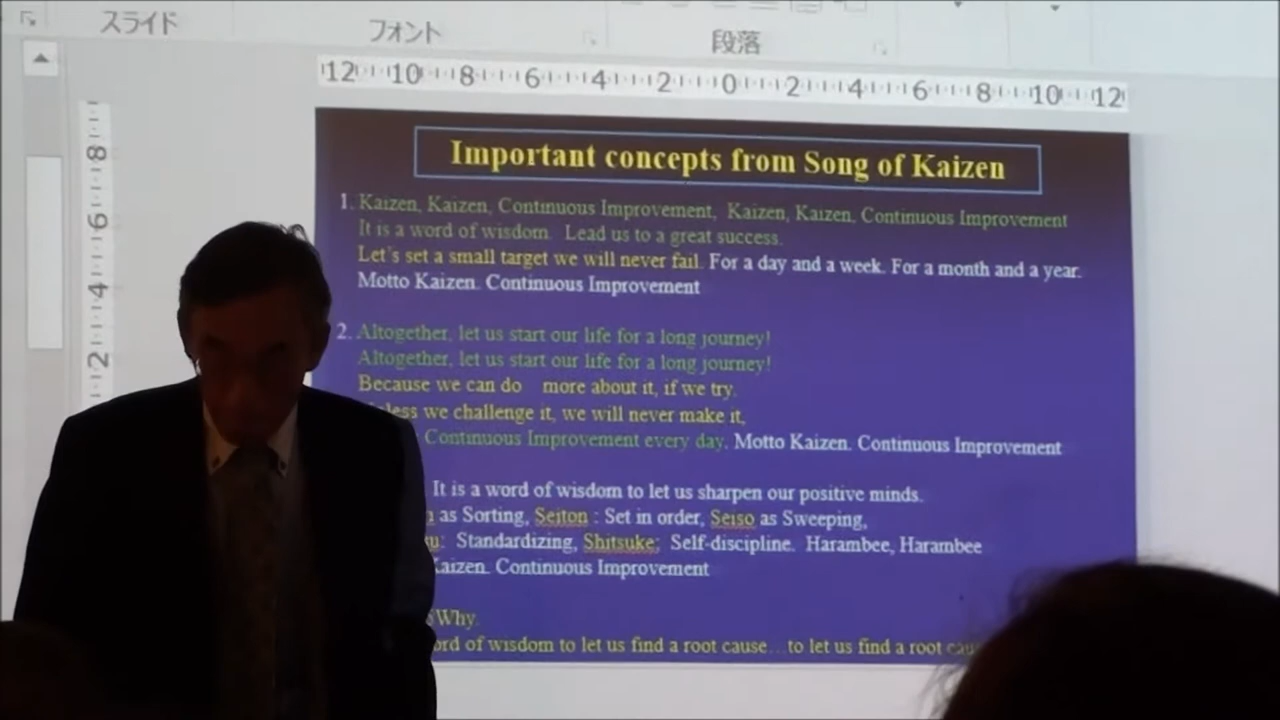 スライド
フォント
段落
12 10 8 6 4 2 0 2 4 6 8 10 12
8
6
4
2
Important concepts from Song of Kaizen
1. Kaizen, Kaizen, Continuous Improvement, Kaizen, Kaizen, Continuous Improvement
It is a word of wisdom. Lead us to a great success.
Let's set a small target we will never fail. For a day and a week. For a month and a year.
Motto Kaizen. Continuous Improvement
2. Altogether, let us start our life for a long journey!
Altogether, let us start our life for a long journey!
Because we can do more about it, if we try.
we challenge it, we will never make it,
Continuous Improvement every day. Motto Kaizen. Continuous Improvement
It is a word of wisdom to let us sharpen our positive minds.
as Sorting, Seiton : Set in order, Seiso as Sweeping,
Standardizing, Shitsuke; Self-discipline. Harambee, Harambee
Kaizen. Continuous Improvement
Why.
of wisdom to let us find a root cause…to let us find a root